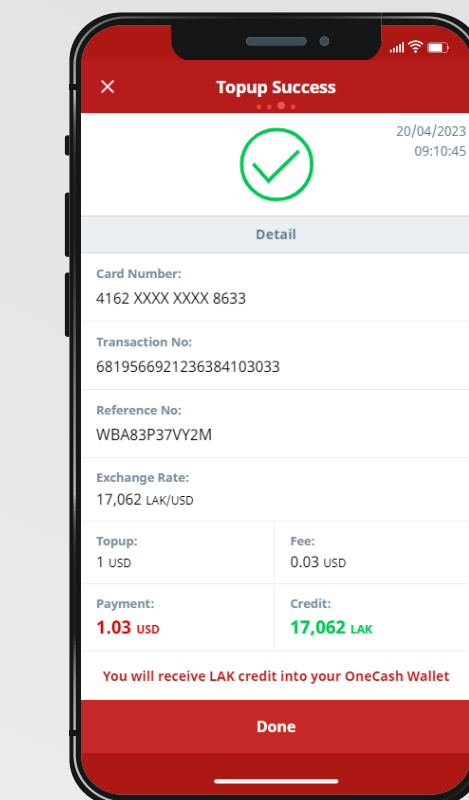 Topup Success
20/04/2023
09:10:45
Detail
Card Number:
4162 XXXX XXXX 8633
Transaction No:
6819566921236384103033
Reference No:
WBA83P37VY2M
Exchange Rate:
17,062 LAK/USD
Topup: Fee:
1 USD 0.03 USD
Payment: Credit:
1.03 USD 17,062 LAK
You will receive LAK credit into your OneCash Wallet
Done